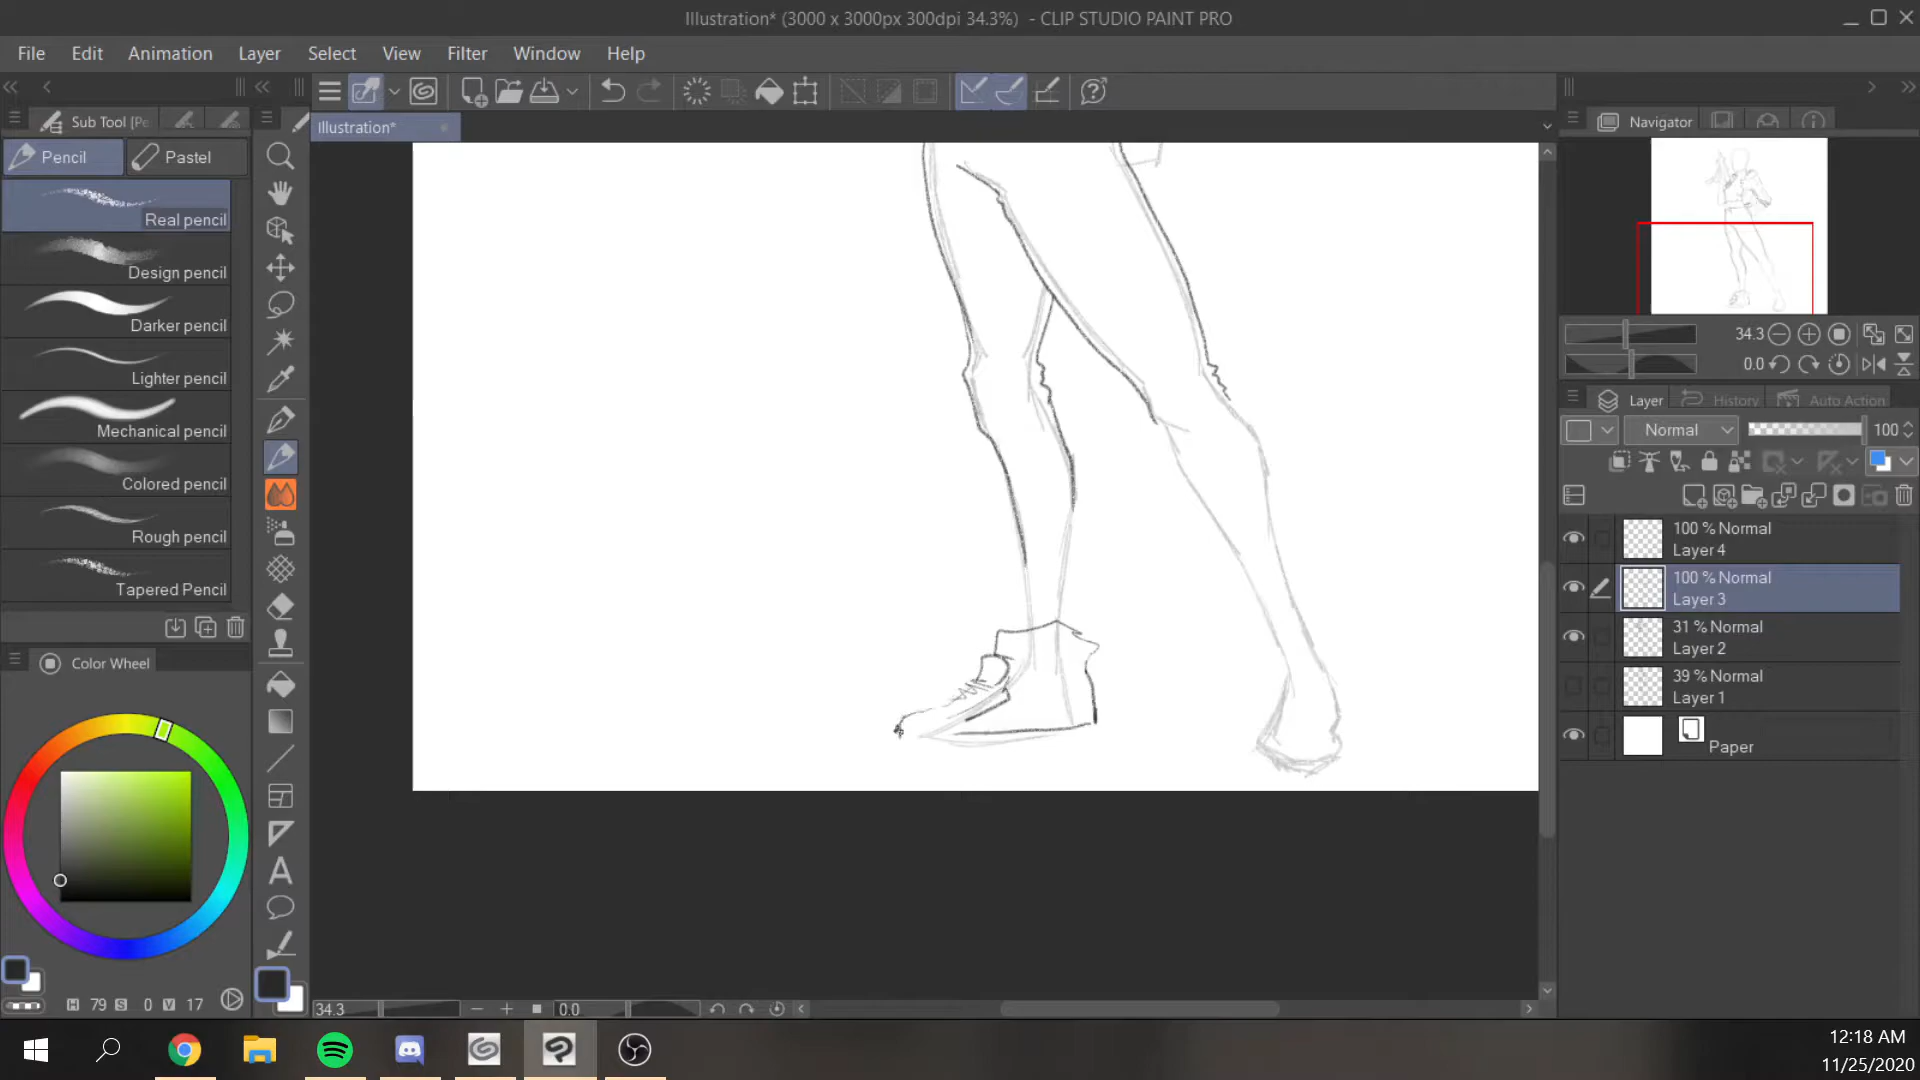 Illustration* (3000 x 3000px 300dpi 34.3%) - CLIP STUDIO PAINT PRO
File Edit Animation Layer Select View Filter Window Help
Sub Tool [Pe
Illustration*
Navigator
Pencil Pastel
Real pencil
Design pencil
Darker pencil
Lighter pencil
Mechanical pencil
Colored pencil
Rough pencil
Tapered Pencil
34.3
0.0
Layer History Auto Action
Normal 100
100 % Normal
Layer 4
100 % Normal
Layer 3
31 % Normal
Layer 2
39 % Normal
Layer 1
Paper
Color Wheel
H 79 S 0 V 17
34.3 0.0
12:18 AM
11/25/2020